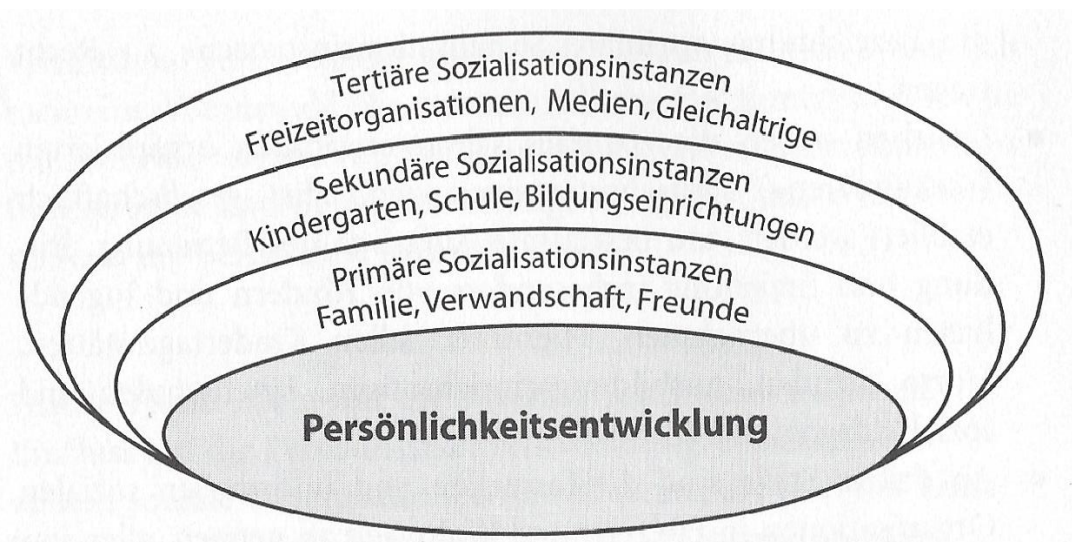 Tertiäre Sozialisationsinstanzen
Freizeitorganisationen, Medien, Gleichaltrige
Sekundäre Sozialisationsinstanzen
Kindergarten, Schule, Bildungseinrichtungen
Primäre Sozialisationsinstanzen
Familie, Verwandschaft, Freunde
Persönlichkeitsentwicklung